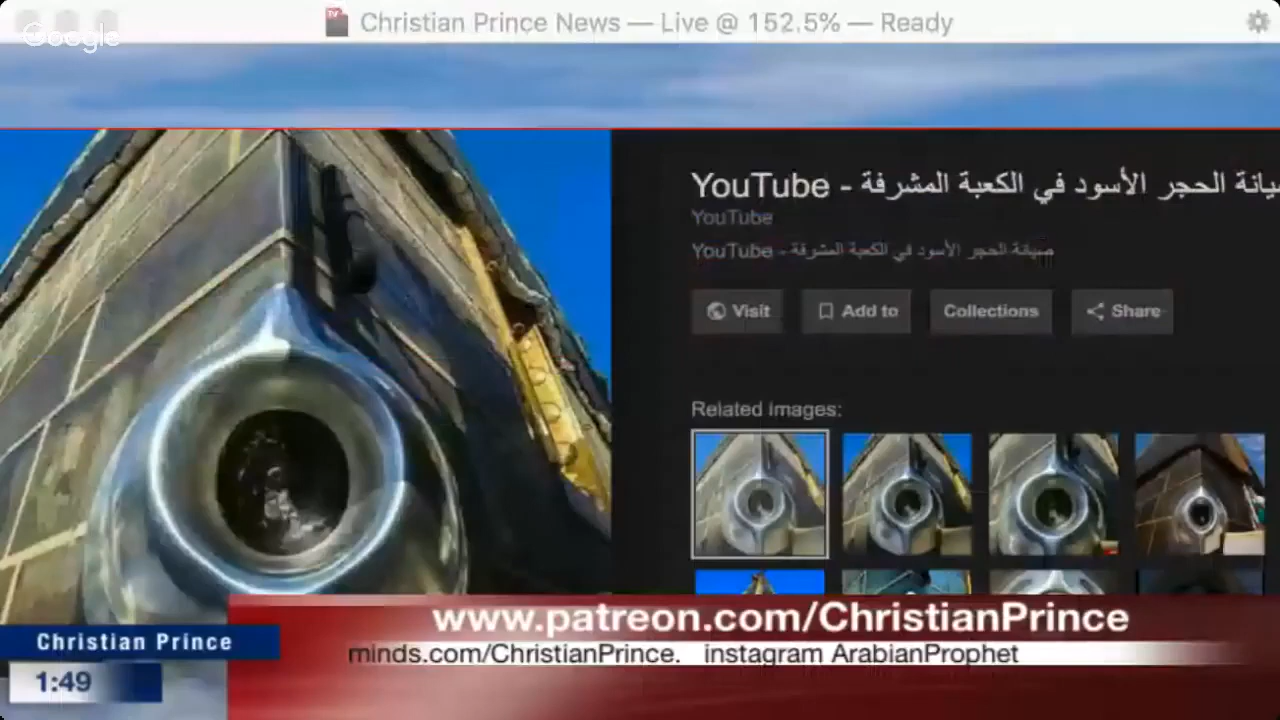 Christian Prince News — Live @ 152.5% — Ready
Google
YouTube - صيانة الحجر الأسود في الكعبة المشرفة
YouTube
YouTube - صيانة الحجر الأسود في الكعبة المشرفة
Visit
Add to
Collections
Share
Related Images:
www.patreon.com/ChristianPrince
Christian Prince
minds.com/ChristianPrince. instagram ArabianProphet
1:49